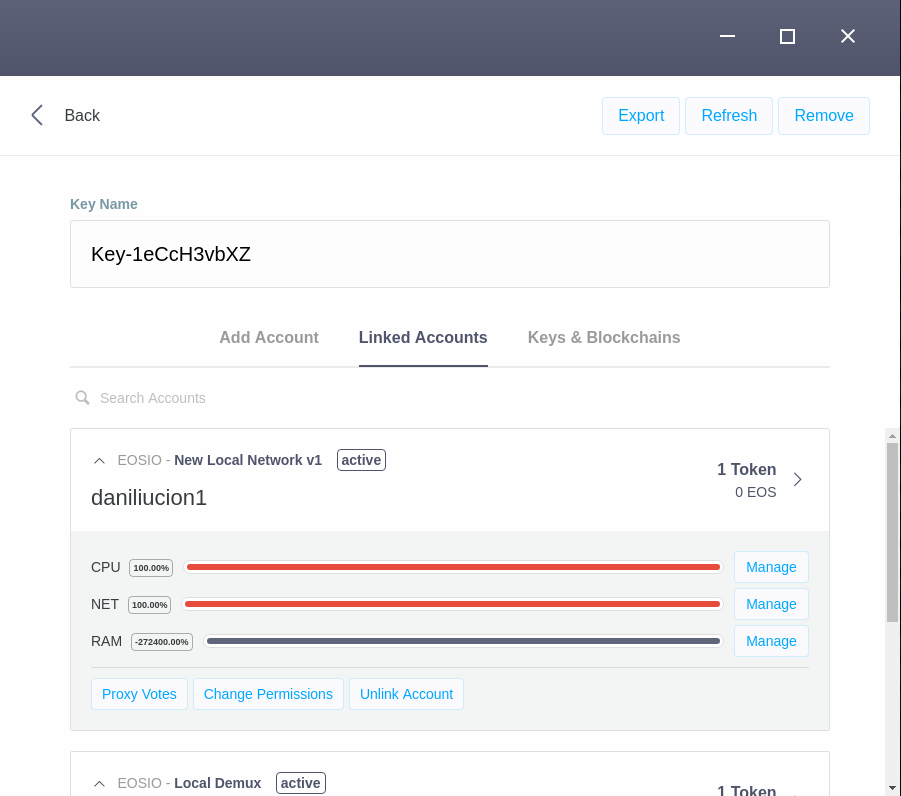 Back
Export
Refresh
Remove
Key Name
Key-1eCcH3vbXZ
Add Account
Linked Accounts
Keys & Blockchains
Search Accounts
EOSIO - New Local Network v1 active
daniliucion1
1 Token
0 EOS
CPU 100.00% Manage
NET 100.00% Manage
RAM -272400.00% Manage
Proxy Votes
Change Permissions
Unlink Account
EOSIO - Local Demux active
1 Token